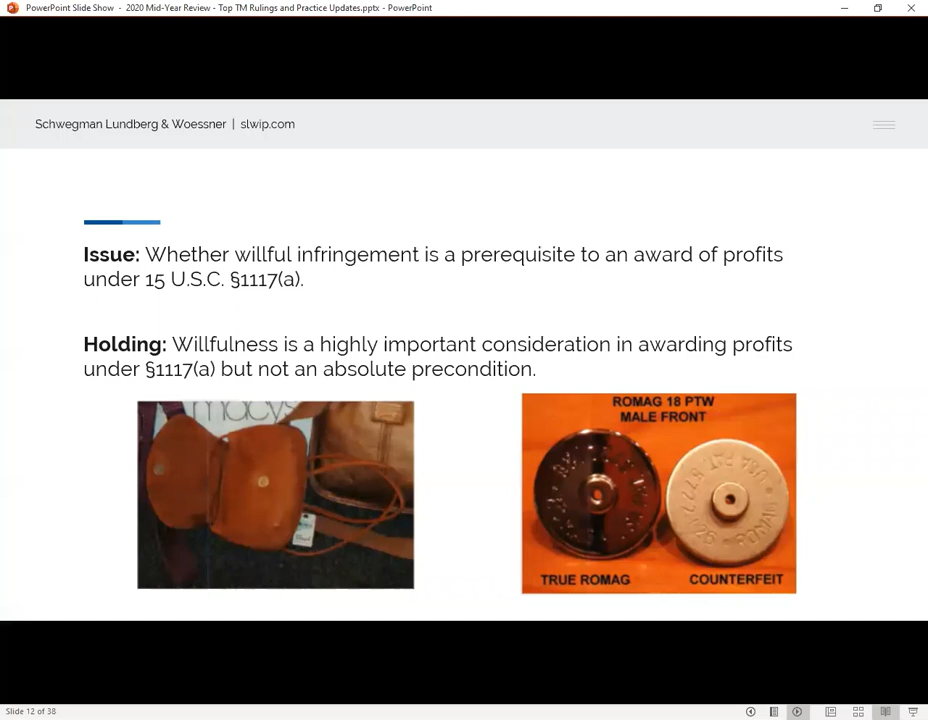 PowerPoint Slide Show - 2020 Mid-Year Review - Top TM Rulings and Practice Updates.pptx - PowerPoint
Schwegman Lundberg & Woessner | slwip.com
Issue: Whether willful infringement is a prerequisite to an award of profits
under 15 U.S.C. §1117(a).
Holding: Willfulness is a highly important consideration in awarding profits
under §1117(a) but not an absolute precondition.
macys
ROMAG 18 PTW
MALE FRONT
TRUE ROMAG
COUNTERFEIT
Slide 12 of 38